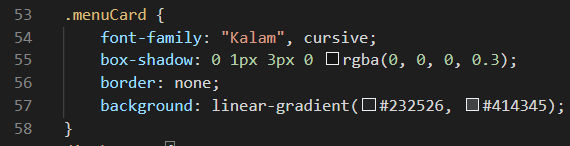 53 .menuCard {
54 font-family: "Kalam", cursive;
55 box-shadow: 0 1px 3px 0 rgba(0, 0, 0, 0.3);
56 border: none;
57 background: linear-gradient(#232526, #414345);
58 }